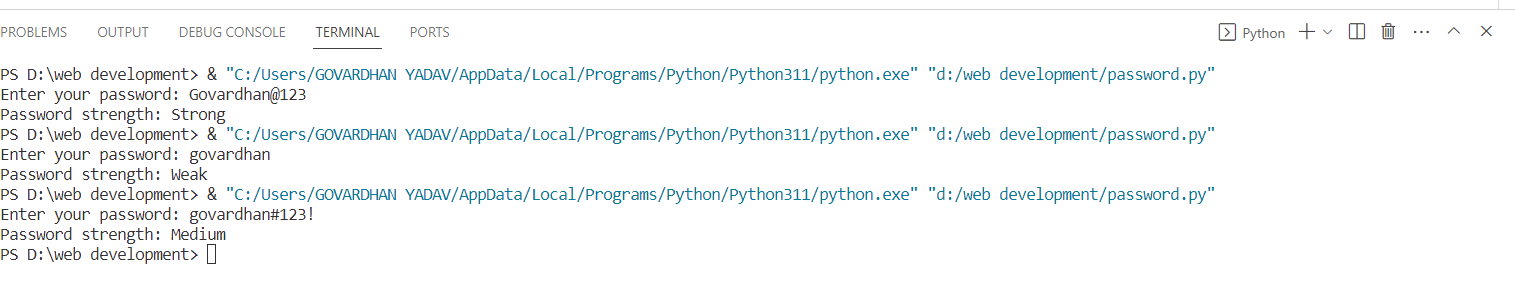 PROBLEMS OUTPUT DEBUG CONSOLE TERMINAL PORTS Python
PS D:\web development> & "C:/Users/GOVARDHAN YADAV/AppData/Local/Programs/Python/Python311/python.exe" "d:/web development/password.py"
Enter your password: Govardhan@123
Password strength: Strong
PS D:\web development> & "C:/Users/GOVARDHAN YADAV/AppData/Local/Programs/Python/Python311/python.exe" "d:/web development/password.py"
Enter your password: govardhan
Password strength: Weak
PS D:\web development> & "C:/Users/GOVARDHAN YADAV/AppData/Local/Programs/Python/Python311/python.exe" "d:/web development/password.py"
Enter your password: govardhan#123!
Password strength: Medium
PS D:\web development>